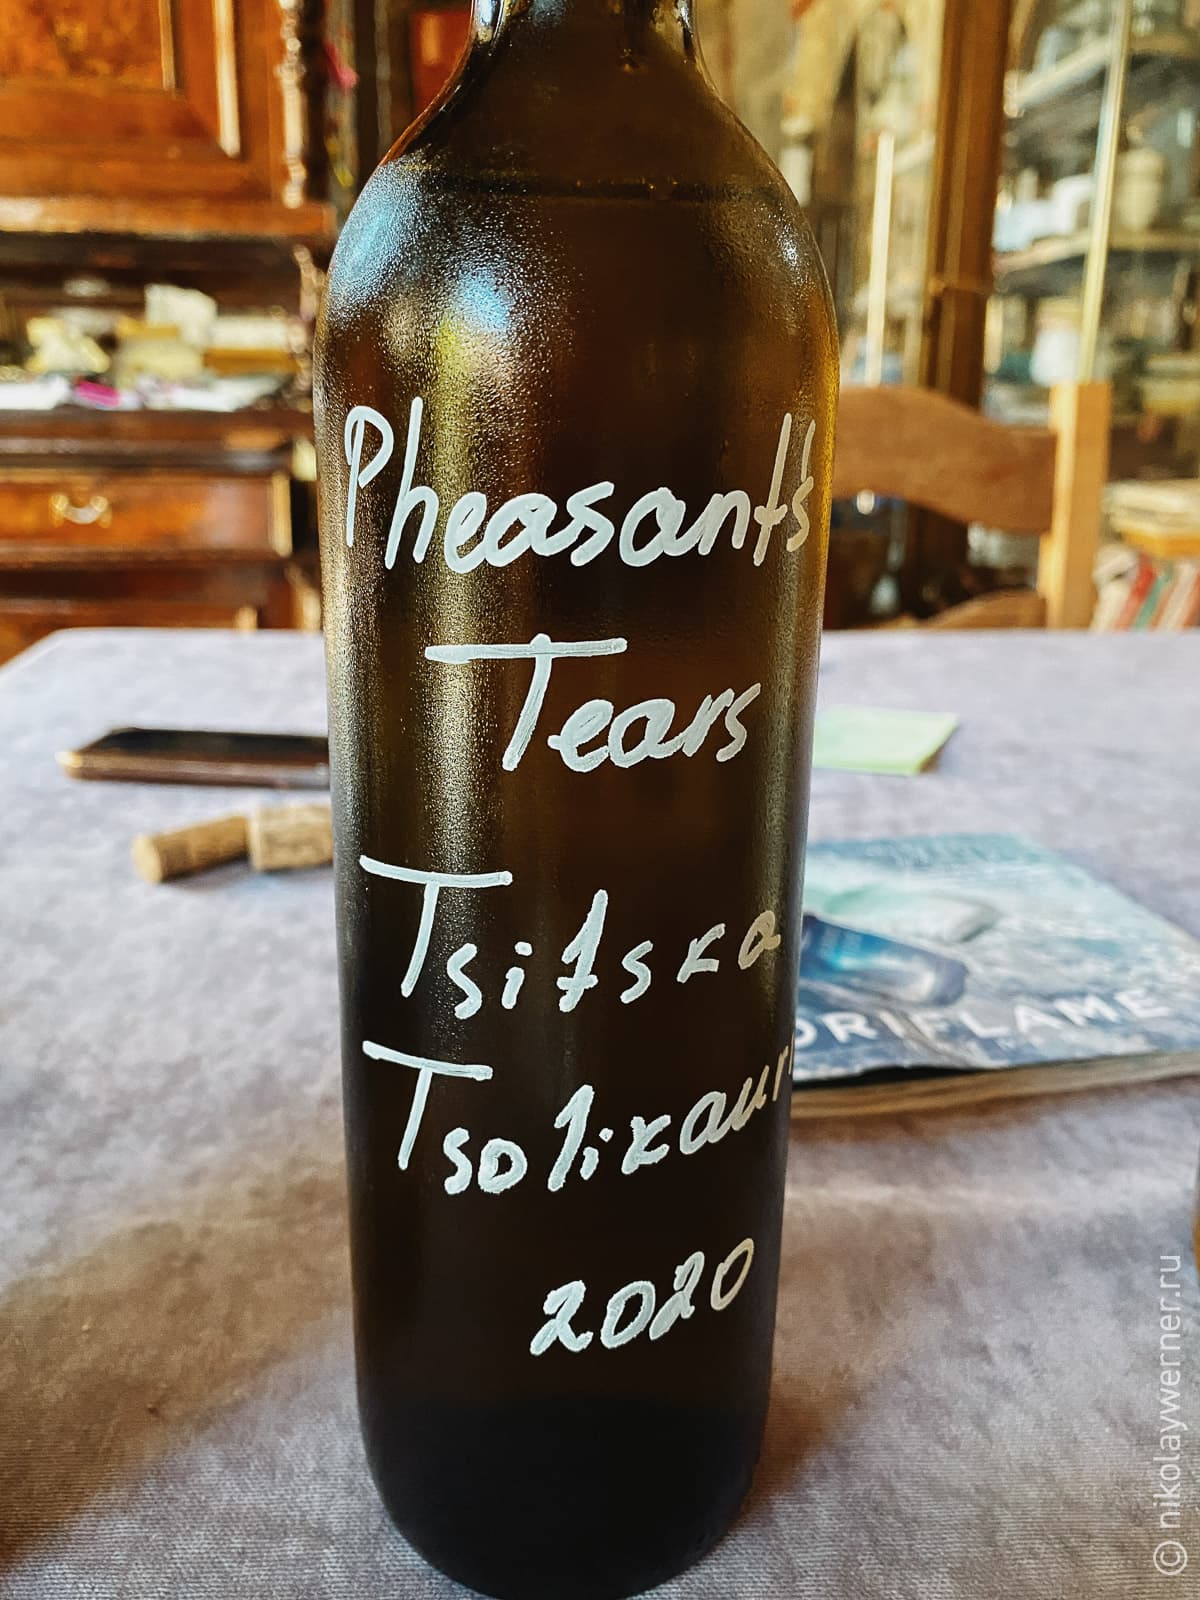 Pheasant's
Tears
Tsitska
Tsolikauri
2020
ORIFLAME
© nikolaywerner.ru